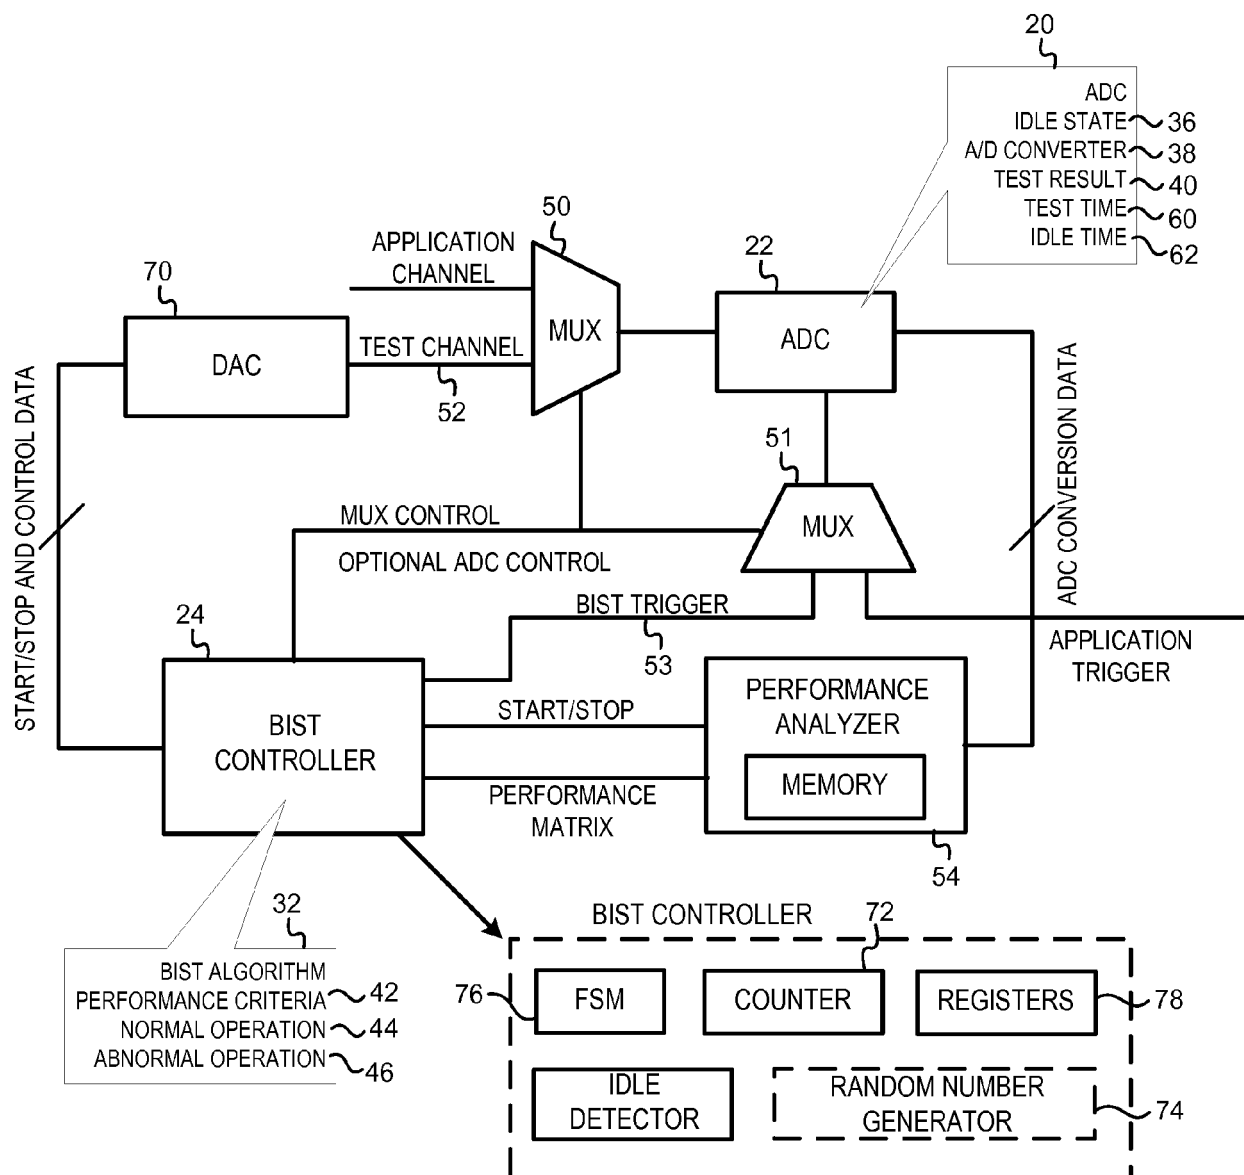 20
ADC
IDLE STATE 36
A/D CONVERTER 38
TEST RESULT 40
TEST TIME 60
IDLE TIME 62
50
APPLICATION
CHANNEL
22
70
MUX
ADC
DAC
TEST CHANNEL
52
START/STOP AND CONTROL DATA
51
ADC CONVERSION DATA
MUX CONTROL
MUX
OPTIONAL ADC CONTROL
BIST TRIGGER
53
24
APPLICATION
TRIGGER
BIST
CONTROLLER
START/STOP
PERFORMANCE
ANALYZER
MEMORY
PERFORMANCE
MATRIX
54
32
BIST ALGORITHM
PERFORMANCE CRITERIA 42
NORMAL OPERATION 44
ABNORMAL OPERATION 46
BIST CONTROLLER
72
76
FSM
COUNTER
REGISTERS
78
IDLE
DETECTOR
RANDOM NUMBER
GENERATOR
74